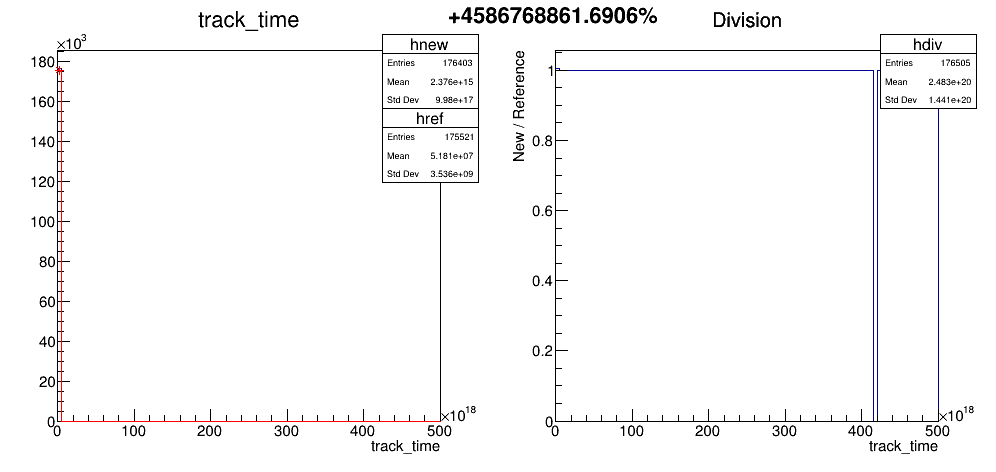 +4586768861.6906%
track_time
×10³
hnew
Entries 176403
Mean 2.376e+15
Std Dev 9.98e+17
href
Entries 175521
Mean 5.181e+07
Std Dev 3.536e+09
180
160
140
120
100
80
60
40
20
0
0 100 200 300 400 500
×10¹⁸
track_time
Division
hdiv
Entries 176505
Mean 2.483e+20
Std Dev 1.441e+20
New / Reference
1
0.8
0.6
0.4
0.2
0
0 100 200 300 400 500
×10¹⁸
track_time